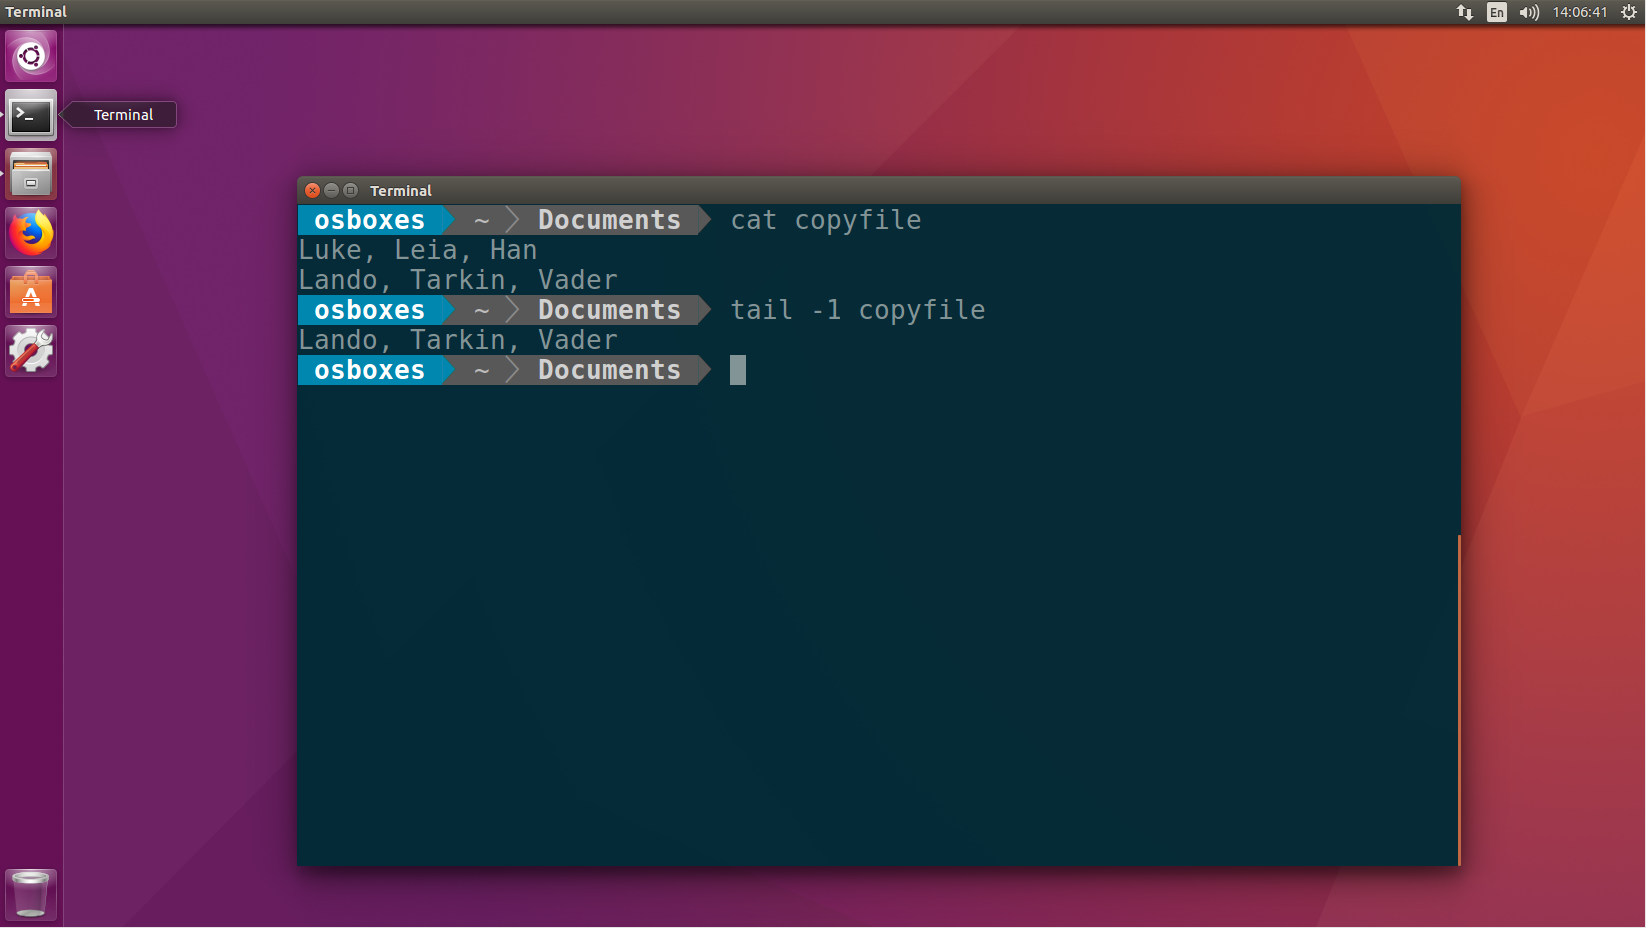 Terminal
En
14:06:41
Terminal
Terminal
osboxes ~ Documents cat copyfile
Luke, Leia, Han
Lando, Tarkin, Vader
osboxes ~ Documents tail -1 copyfile
Lando, Tarkin, Vader
osboxes ~ Documents